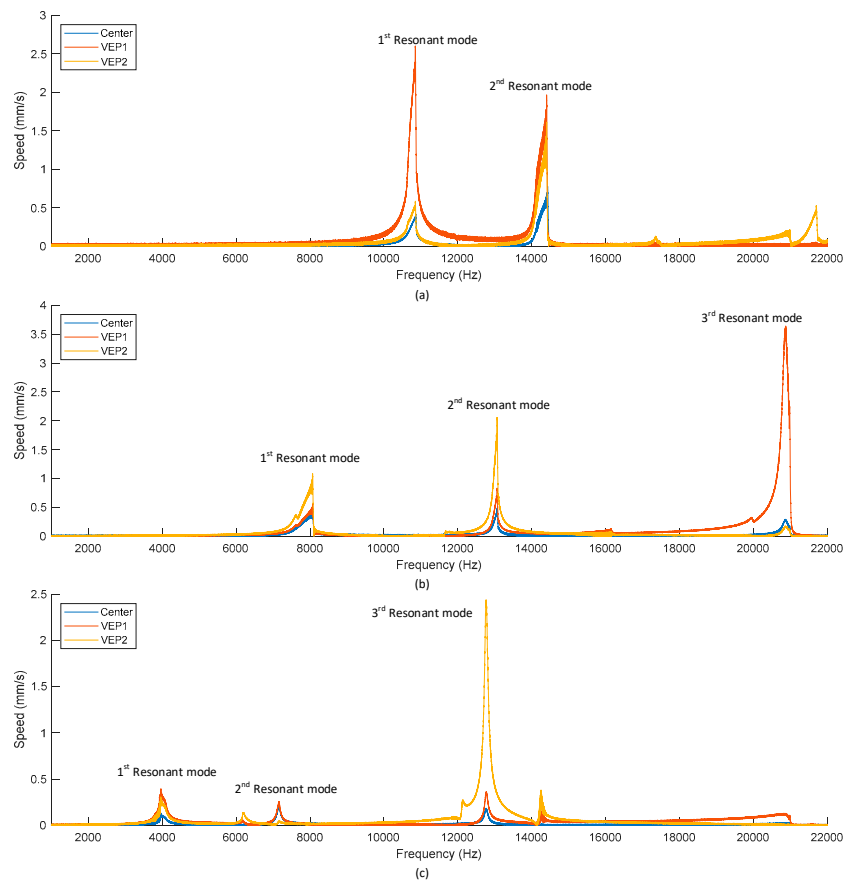 3
2.5
2
1.5
1
0.5
0
Speed (mm/s)
Center
VEP1
VEP2
1st Resonant mode
2nd Resonant mode
2000 4000 6000 8000 10000 12000 14000 16000 18000 20000 22000
Frequency (Hz)
(a)
4
3.5
3
2.5
2
1.5
1
0.5
0
Speed (mm/s)
Center
VEP1
VEP2
3rd Resonant mode
2nd Resonant mode
1st Resonant mode
2000 4000 6000 8000 10000 12000 14000 16000 18000 20000 22000
Frequency (Hz)
(b)
2.5
2
1.5
1
0.5
0
Speed (mm/s)
Center
VEP1
VEP2
3rd Resonant mode
1st Resonant mode
2nd Resonant mode
2000 4000 6000 8000 10000 12000 14000 16000 18000 20000 22000
Frequency (Hz)
(c)